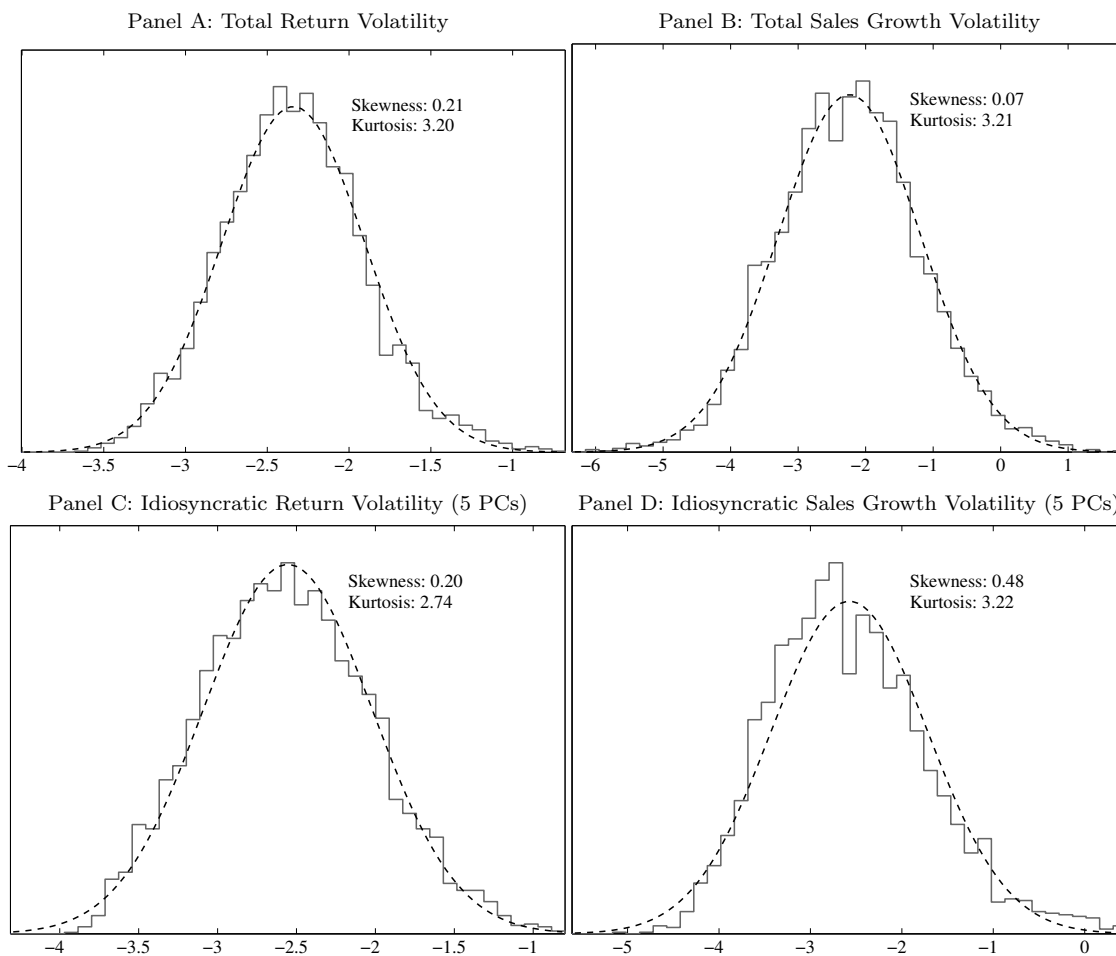 Panel A: Total Return Volatility
Skewness: 0.21
Kurtosis: 3.20
−4 −3.5 −3 −2.5 −2 −1.5 −1
Panel B: Total Sales Growth Volatility
Skewness: 0.07
Kurtosis: 3.21
−6 −5 −4 −3 −2 −1 0 1
Panel C: Idiosyncratic Return Volatility (5 PCs)
Skewness: 0.20
Kurtosis: 2.74
−4 −3.5 −3 −2.5 −2 −1.5 −1
Panel D: Idiosyncratic Sales Growth Volatility (5 PCs)
Skewness: 0.48
Kurtosis: 3.22
−5 −4 −3 −2 −1 0